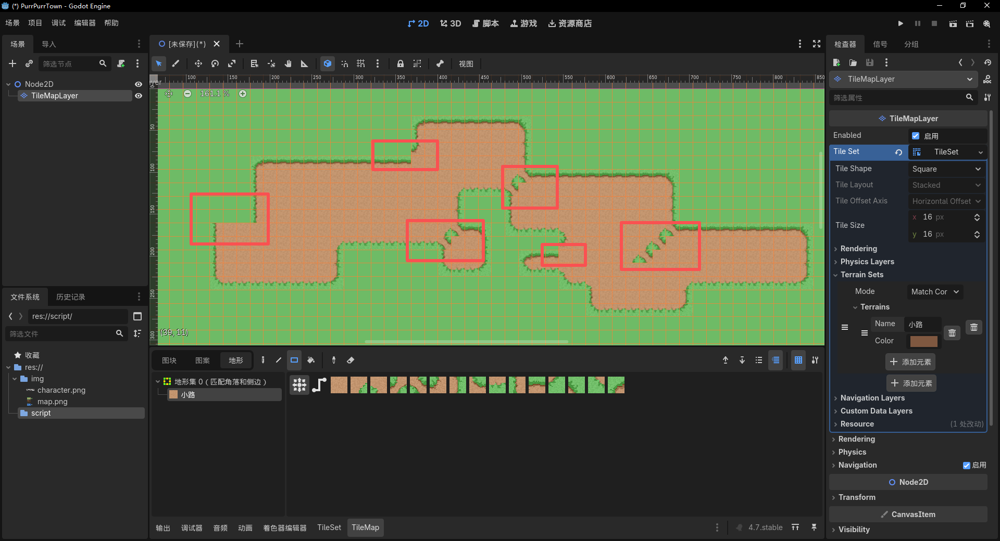 (*) PurrPurrTown - Godot Engine
场景 项目 调试 编辑器 帮助
2D 3D 脚本 游戏 资源商店
场景 导入
筛选节点
Node2D
TileMapLayer
[未保存](*)
视图
100 150 200 250 300 350 400 450 500 550 600 650 700 750 800 850
ayer
0
50
100
150
200
250
300
161.1 %
(39, 11)
文件系统 历史记录
res://script/
筛选文件
收藏
res://
img
character.png
map.png
script
图块 图案 地形
地形集 0 ( 匹配角落和侧边 )
小路
输出 调试器 音频 动画 着色器编辑器 TileSet TileMap
4.7.stable
检查器 信号 分组
TileMapLayer
筛选属性
TileMapLayer
Enabled 启用
Tile Set TileSet
Tile Shape Square
Tile Layout Stacked
Tile Offset Axis Horizontal Offset
Tile Size
x 16 px
y 16 px
Rendering
Physics Layers
Terrain Sets
Mode Match Cor
Terrains
Name 小路
Color
添加元素
添加元素
Navigation Layers
Custom Data Layers
Resource (1 处改动)
Rendering
Physics
Navigation 启用
Node2D
Transform
CanvasItem
Visibility